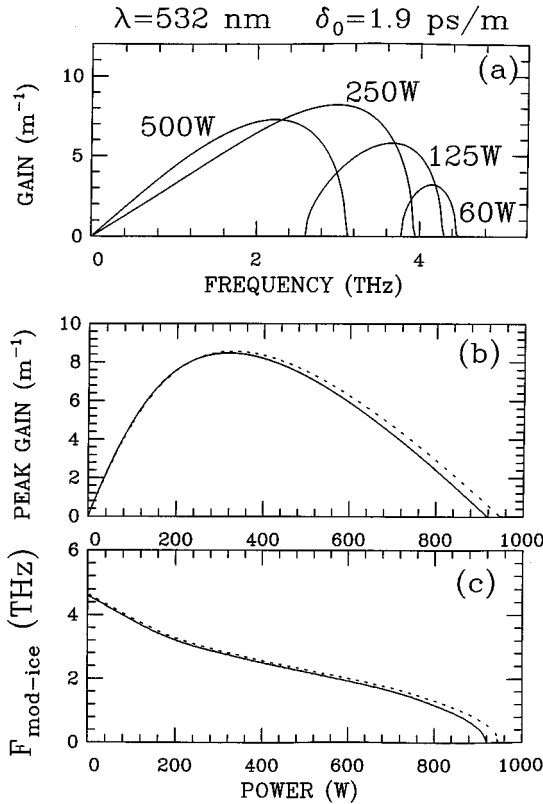 λ=532 nm δ₀=1.9 ps/m
10
5
0
GAIN (m⁻¹)
(a)
500W
250W
125W
60W
0 2 4
FREQUENCY (THz)
10
8
6
4
2
0
PEAK GAIN (m⁻¹)
(b)
0 200 400 600 800 1000
6
4
2
0
F mod-ice (THz)
(c)
0 200 400 600 800 1000
POWER (W)